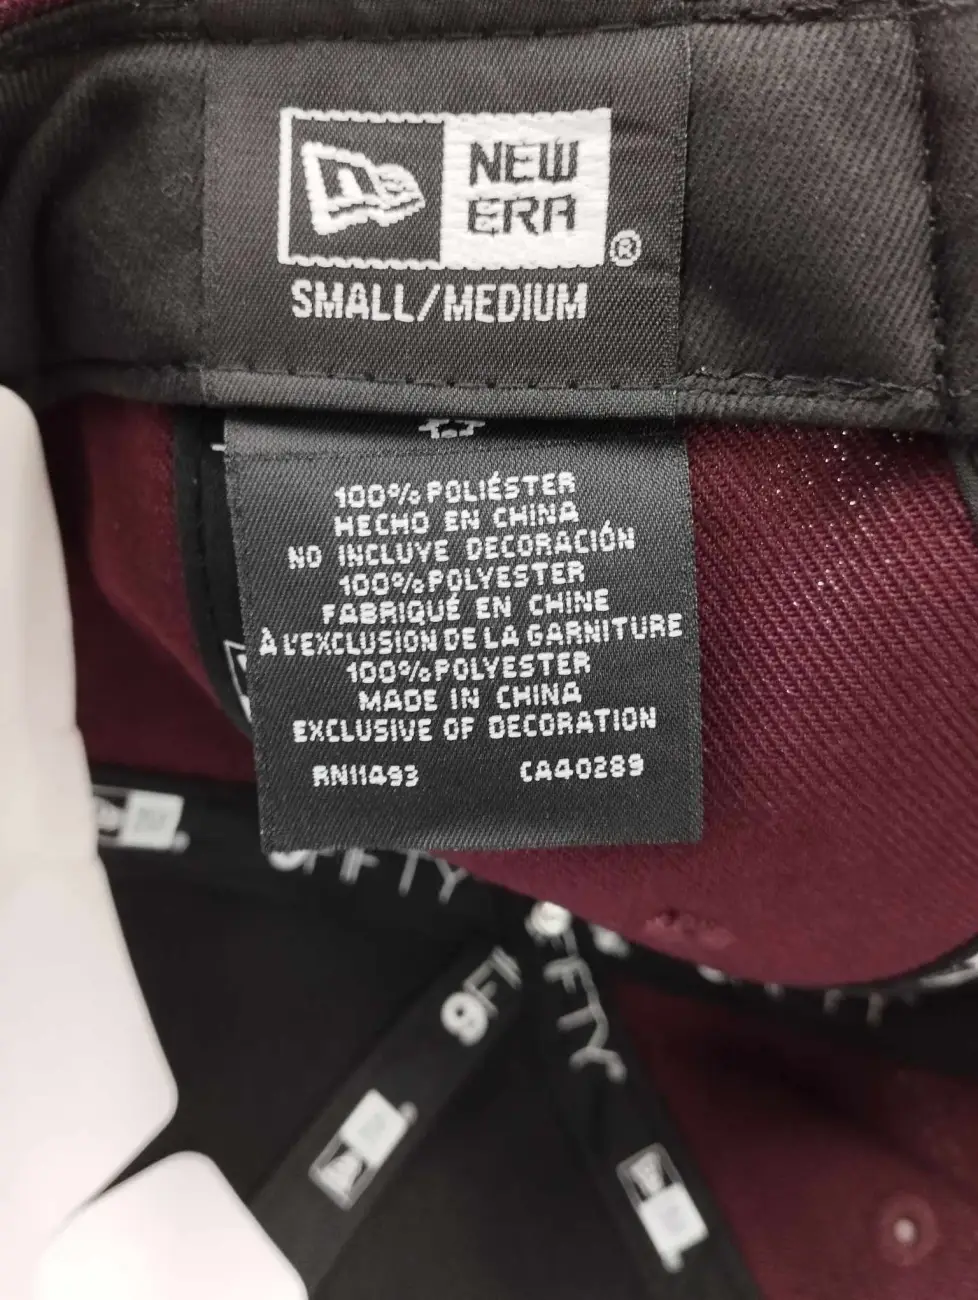 NEW
ERA
®
SMALL/MEDIUM
100% POLIÉSTER
HECHO EN CHINA
NO INCLUYE DECORACIÓN
100% POLYESTER
FABRIQUÉ EN CHINE
À L'EXCLUSION DE LA GARNITURE
100% POLYESTER
MADE IN CHINA
EXCLUSIVE OF DECORATION
RN11493 CA40289
9FIFTY